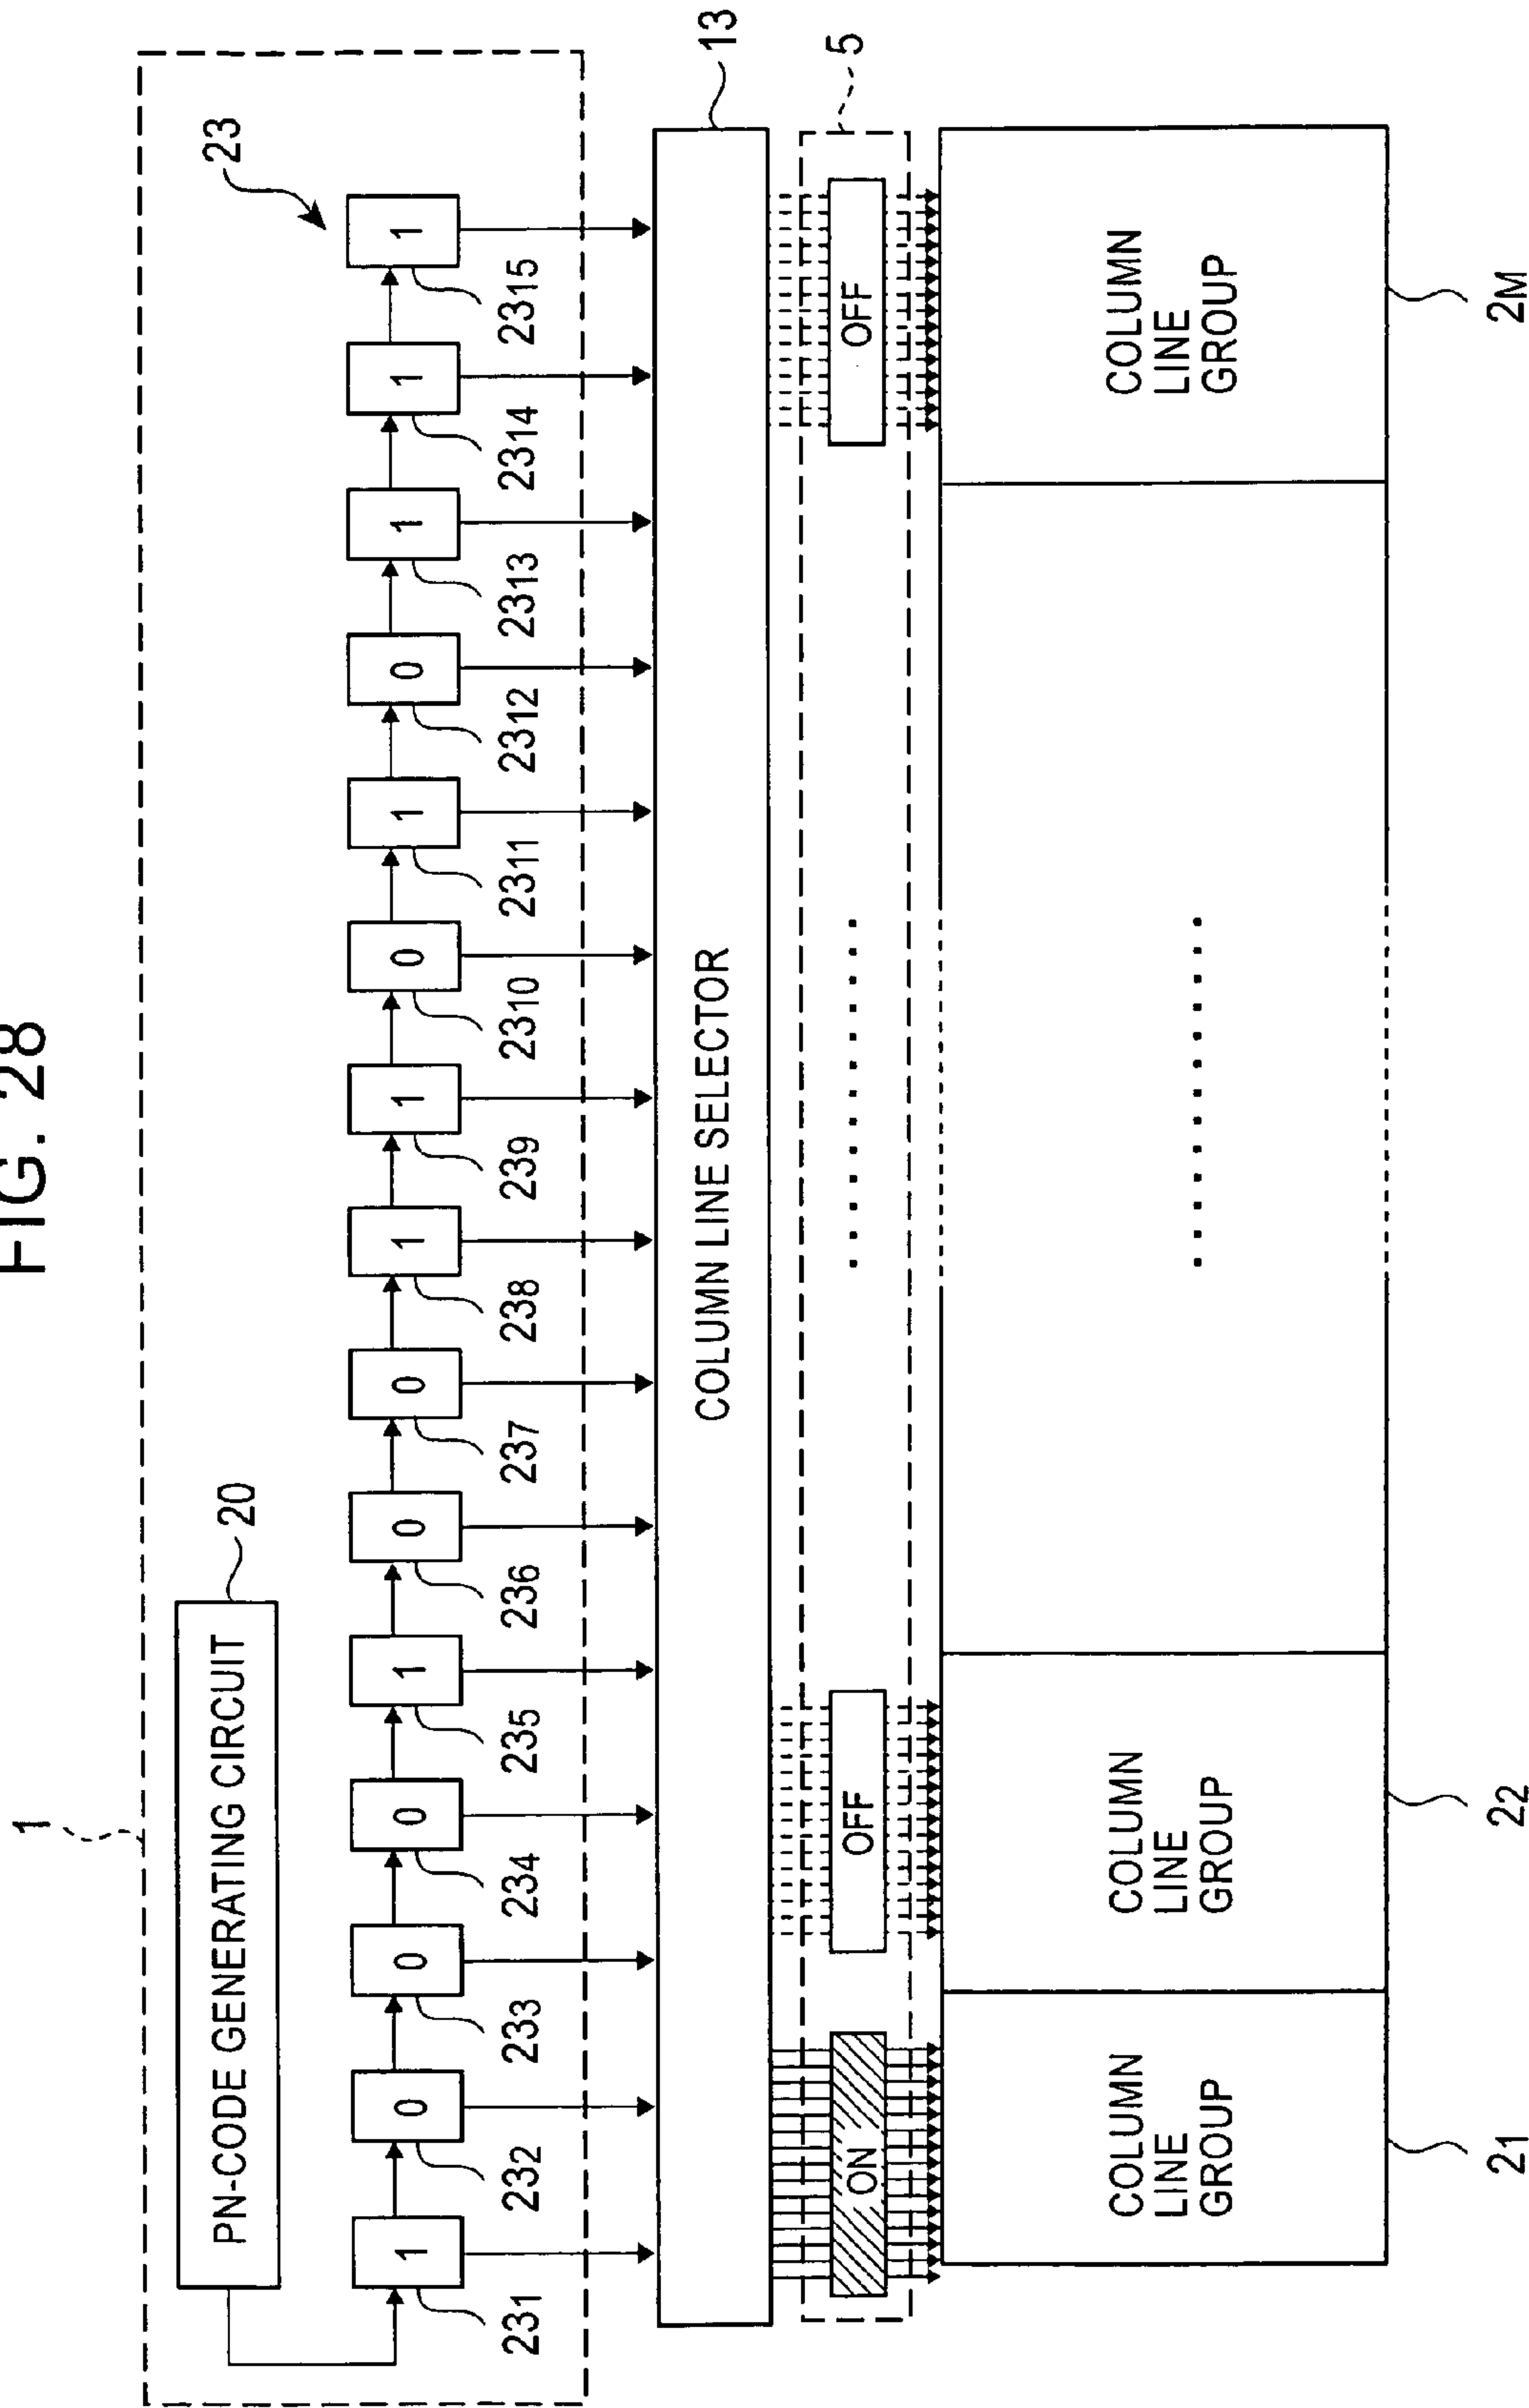 FIG. 28
1
PN-CODE GENERATING CIRCUIT
20
23
1
0
0
0
1
0
0
1
1
0
1
0
1
1
1
23₁
23₂
23₃
23₄
23₅
23₆
23₇
23₈
23₉
23₁₀
23₁₁
23₁₂
23₁₃
23₁₄
23₁₅
COLUMN LINE SELECTOR
13
ON
OFF
OFF
5
COLUMN
LINE
GROUP
COLUMN
LINE
GROUP
COLUMN
LINE
GROUP
2₁
2₂
2M